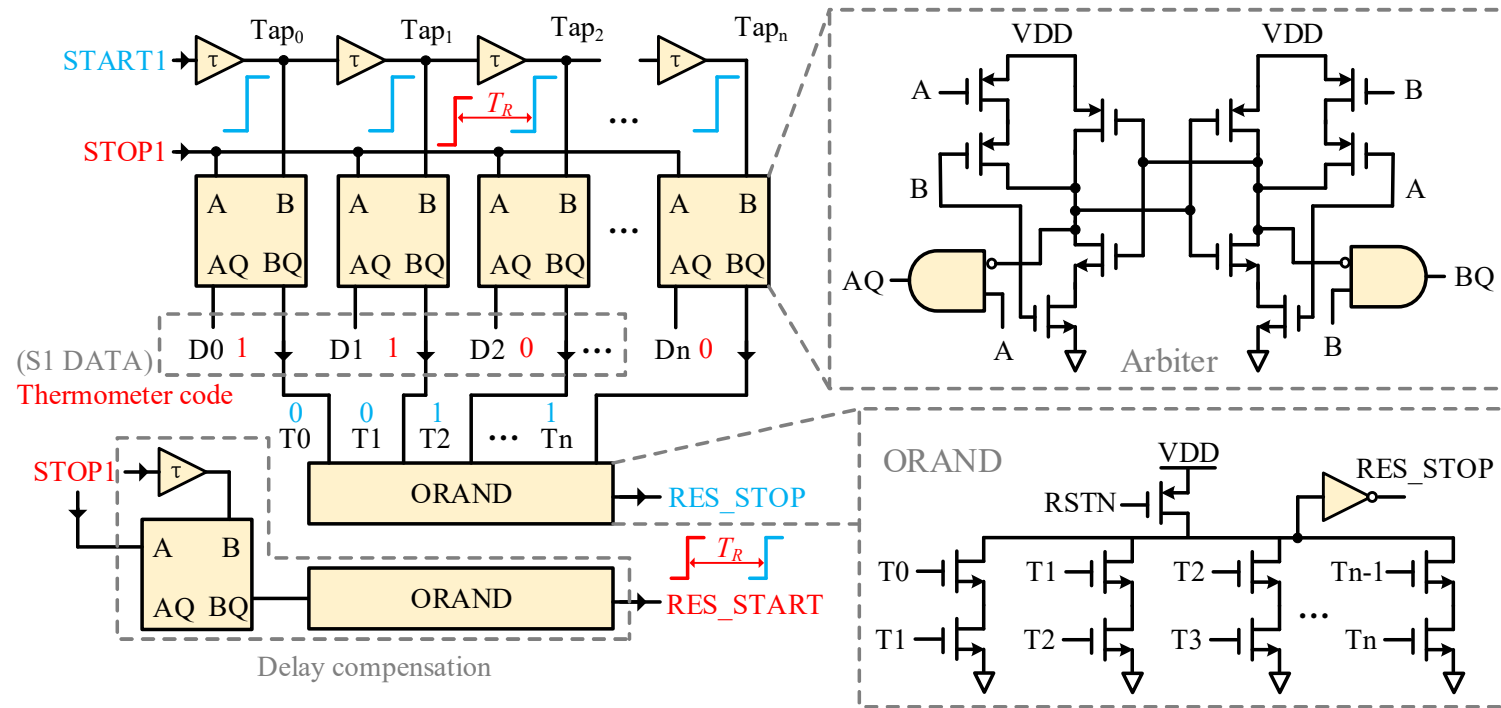 START1
τ
Tap0
τ
Tap1
τ
Tap2
τ
Tapn
TR
...
STOP1
A B
AQ BQ
A B
AQ BQ
A B
AQ BQ
...
A B
AQ BQ
(S1 DATA)
D0 1
D1 1
D2 0
...
Dn 0
Thermometer code
0 0 1 1
T0 T1 T2 ... Tn
ORAND
RES_STOP
STOP1
τ
A B
AQ BQ
ORAND
TR
RES_START
Delay compensation
VDD VDD
A B
B A
AQ BQ
A B
Arbiter
ORAND
VDD
RES_STOP
RSTN
T0 T1 T2 Tn-1
...
T1 T2 T3 Tn